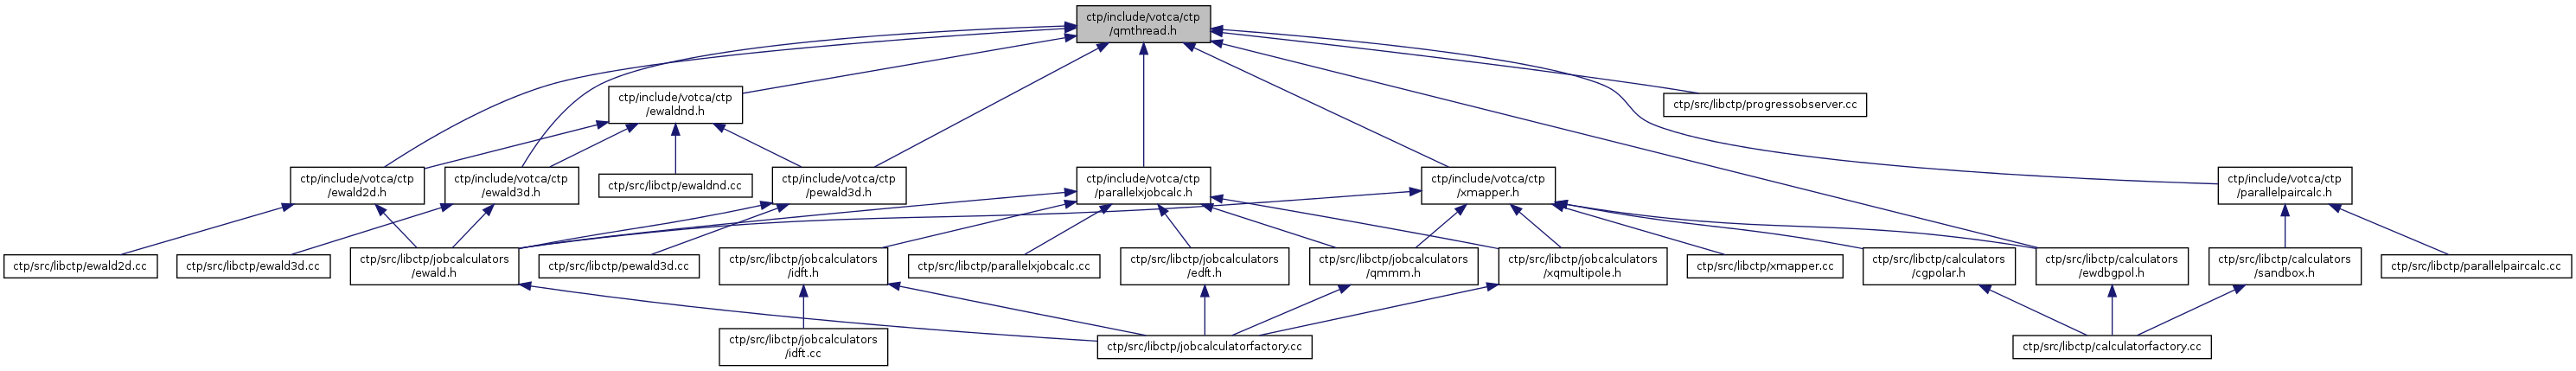 ctp/include/votca/ctp
/qmthread.h
ctp/include/votca/ctp
/ewaldnd.h
ctp/src/libctp/progressobserver.cc
ctp/include/votca/ctp
/ewald2d.h
ctp/include/votca/ctp
/ewald3d.h
ctp/src/libctp/ewaldnd.cc
ctp/include/votca/ctp
/pewald3d.h
ctp/include/votca/ctp
/parallelxjobcalc.h
ctp/include/votca/ctp
/xmapper.h
ctp/include/votca/ctp
/parallelpaircalc.h
ctp/src/libctp/ewald2d.cc
ctp/src/libctp/ewald3d.cc
ctp/src/libctp/jobcalculators
/ewald.h
ctp/src/libctp/pewald3d.cc
ctp/src/libctp/jobcalculators
/idft.h
ctp/src/libctp/parallelxjobcalc.cc
ctp/src/libctp/jobcalculators
/edft.h
ctp/src/libctp/jobcalculators
/qmmm.h
ctp/src/libctp/jobcalculators
/xqmultipole.h
ctp/src/libctp/xmapper.cc
ctp/src/libctp/calculators
/cgpolar.h
ctp/src/libctp/calculators
/ewdbgpol.h
ctp/src/libctp/calculators
/sandbox.h
ctp/src/libctp/parallelpaircalc.cc
ctp/src/libctp/jobcalculators
/idft.cc
ctp/src/libctp/jobcalculatorfactory.cc
ctp/src/libctp/calculatorfactory.cc